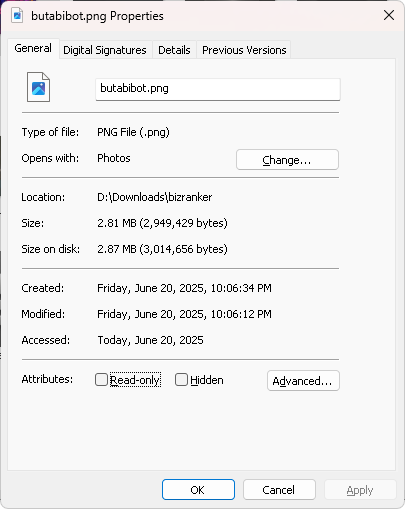 butabibot.png Properties
General Digital Signatures Details Previous Versions
butabibot.png
Type of file: PNG File (.png)
Opens with: Photos Change...
Location: D:\Downloads\bizranker
Size: 2.81 MB (2,949,429 bytes)
Size on disk: 2.87 MB (3,014,656 bytes)
Created: Friday, June 20, 2025, 10:06:34 PM
Modified: Friday, June 20, 2025, 10:06:12 PM
Accessed: Today, June 20, 2025
Attributes: Read-only Hidden Advanced...
OK Cancel Apply